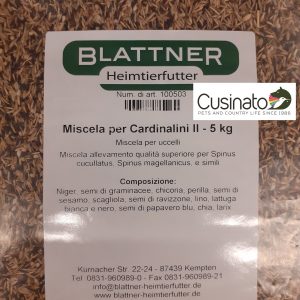 BLATTNER
Heimtierfutter
Num. di art. 100503
Cusinato
PETS AND COUNTRY LIFE SINCE 1988
Miscela per Cardinalini II - 5 kg
Miscela per uccelli
Miscela allevamento qualità superiore per Spinus
cucullatus, Spinus magellanicus, e simili
Composizione:
Niger, semi di graminacee, chicoria, perilla, semi di
sesamo, scagliola, semi di ravizzone, lino, lattuga
bianca e nero, semi di papavero blu, chia, larix
Kürnacher Str. 22-24 - 87439 Kempten
Tel. 0831-960989-0 - Fax 0831-960989-21
info@blattner-heimtierfutter.de
www.blattner-heimtierfutter.de